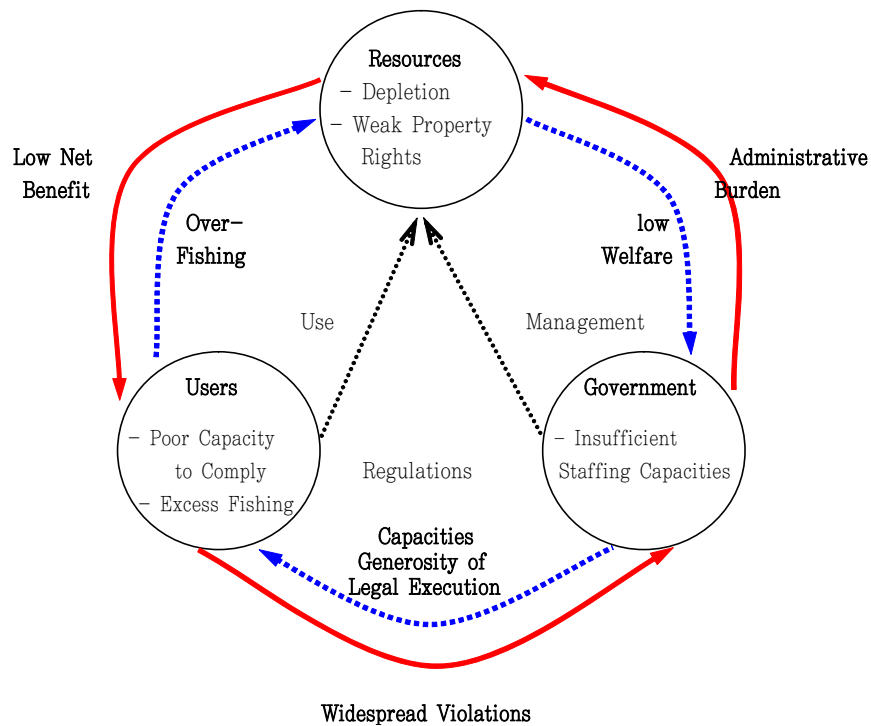 Resources
– Depletion
– Weak Property
Rights
Low Net
Benefit
Administrative
Burden
Over–
Fishing
low
Welfare
Use
Management
Users
– Poor Capacity
to Comply
– Excess Fishing
Government
– Insufficient
Staffing Capacities
Regulations
Capacities
Generosity of
Legal Execution
Widespread Violations